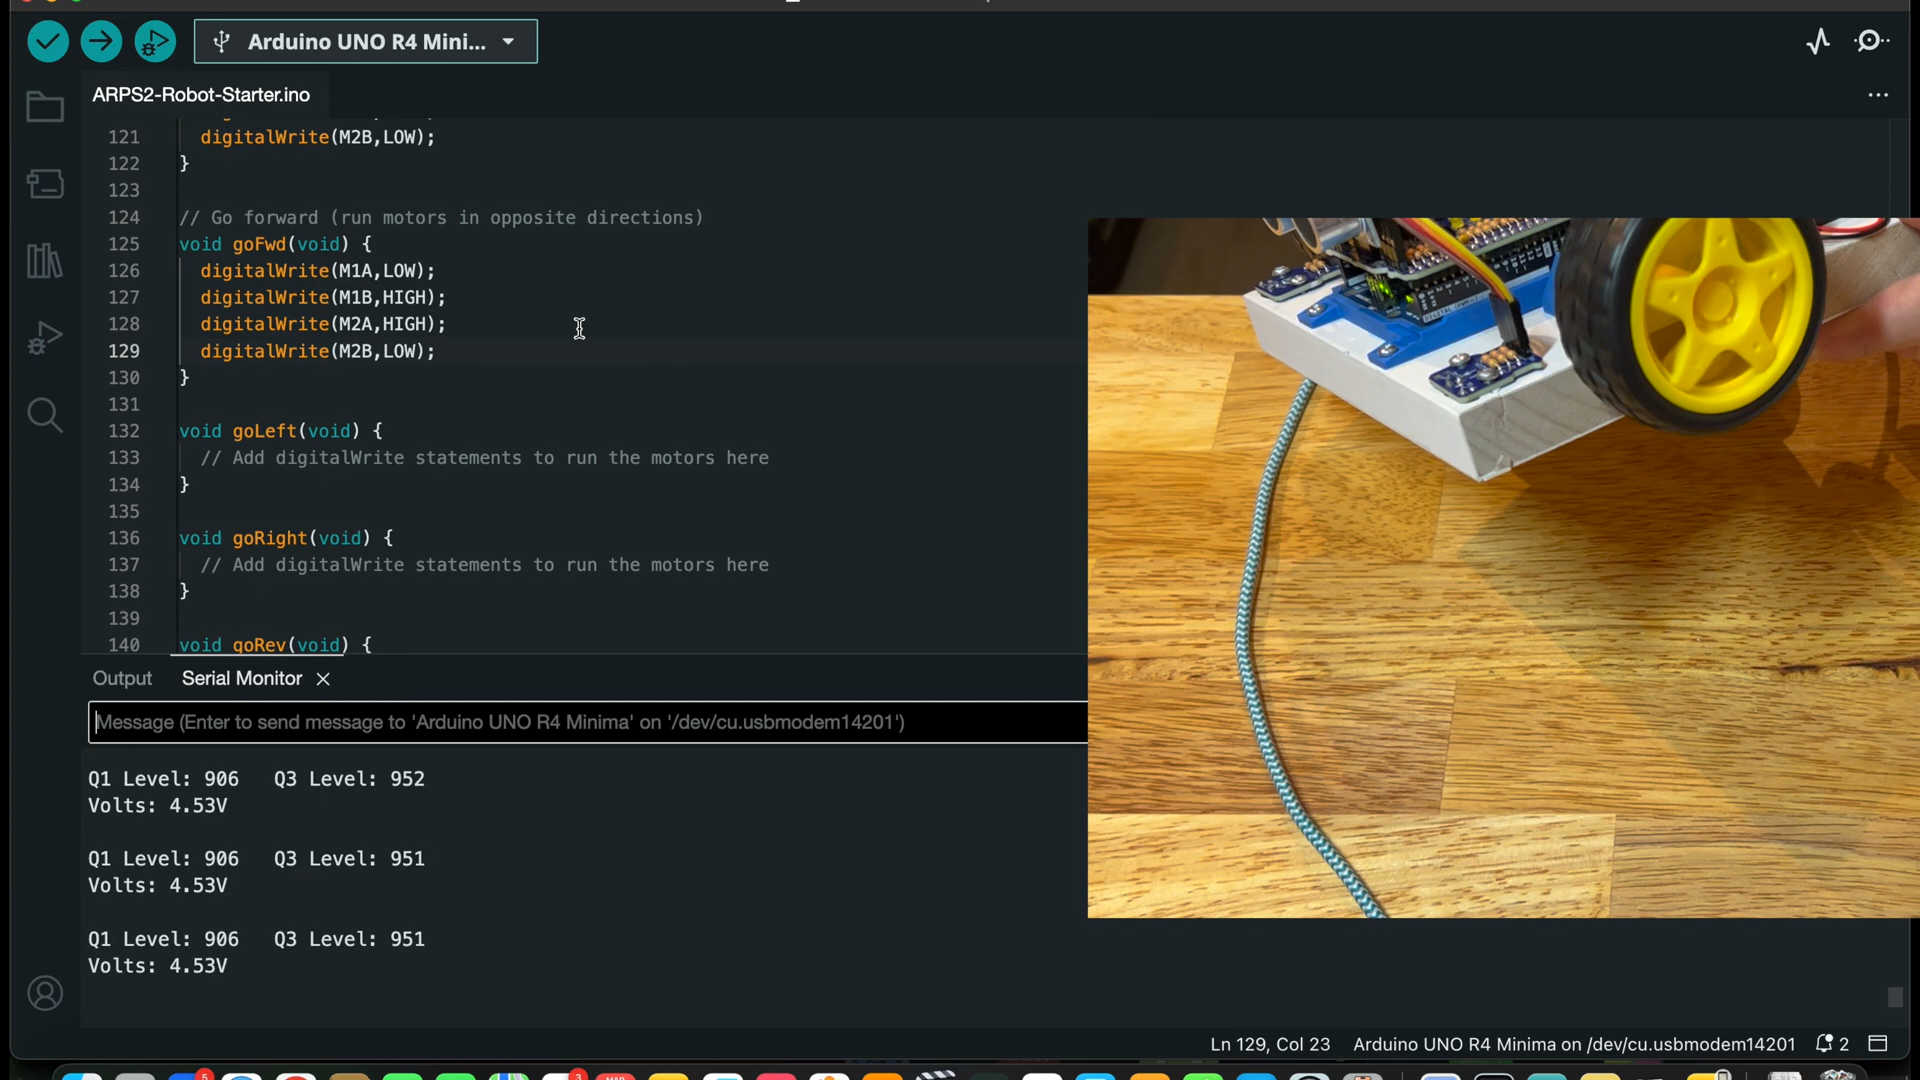 Arduino UNO R4 Mini...
ARPS2-Robot-Starter.ino
121 digitalWrite(M2B,LOW);
122 }
123
124 // Go forward (run motors in opposite directions)
125 void goFwd(void) {
126 digitalWrite(M1A,LOW);
127 digitalWrite(M1B,HIGH);
128 digitalWrite(M2A,HIGH);
129 digitalWrite(M2B,LOW);
130 }
131
132 void goLeft(void) {
133 // Add digitalWrite statements to run the motors here
134 }
135
136 void goRight(void) {
137 // Add digitalWrite statements to run the motors here
138 }
139
140 void goRev(void) {
Output Serial Monitor
Message (Enter to send message to 'Arduino UNO R4 Minima' on '/dev/cu.usbmodem14201')
Q1 Level: 906 Q3 Level: 952
Volts: 4.53V
Q1 Level: 906 Q3 Level: 951
Volts: 4.53V
Q1 Level: 906 Q3 Level: 951
Volts: 4.53V
Ln 129, Col 23 Arduino UNO R4 Minima on /dev/cu.usbmodem14201 2
5 3